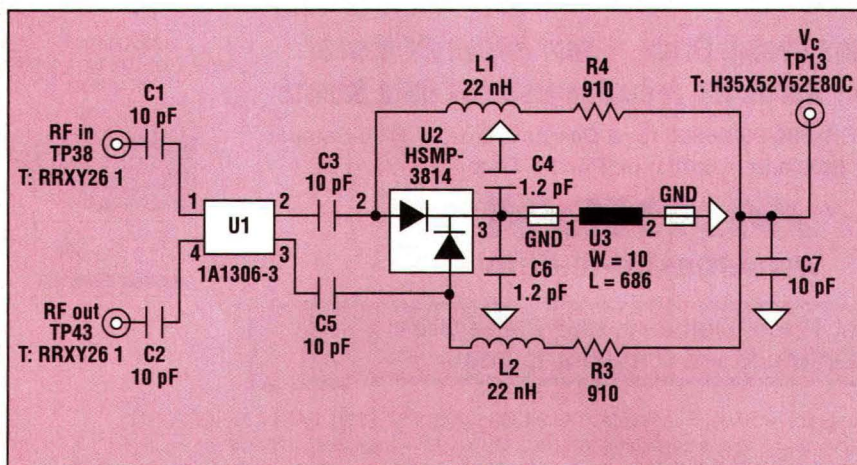 C1
10 pF
RF in
TP38
T: RRXY26 1
1
2
U1
4
3
1A1306-3
RF out
TP43
T: RRXY26 1
C2
10 pF
C3
10 pF
C5
10 pF
L1
22 nH
R4
910
U2
HSMP-
3814
2
3
C4
1.2 pF
GND
1
2
GND
U3
W = 10
L = 686
C6
1.2 pF
L2
22 nH
R3
910
Vc
TP13
T: H35X52Y52E80C
C7
10 pF